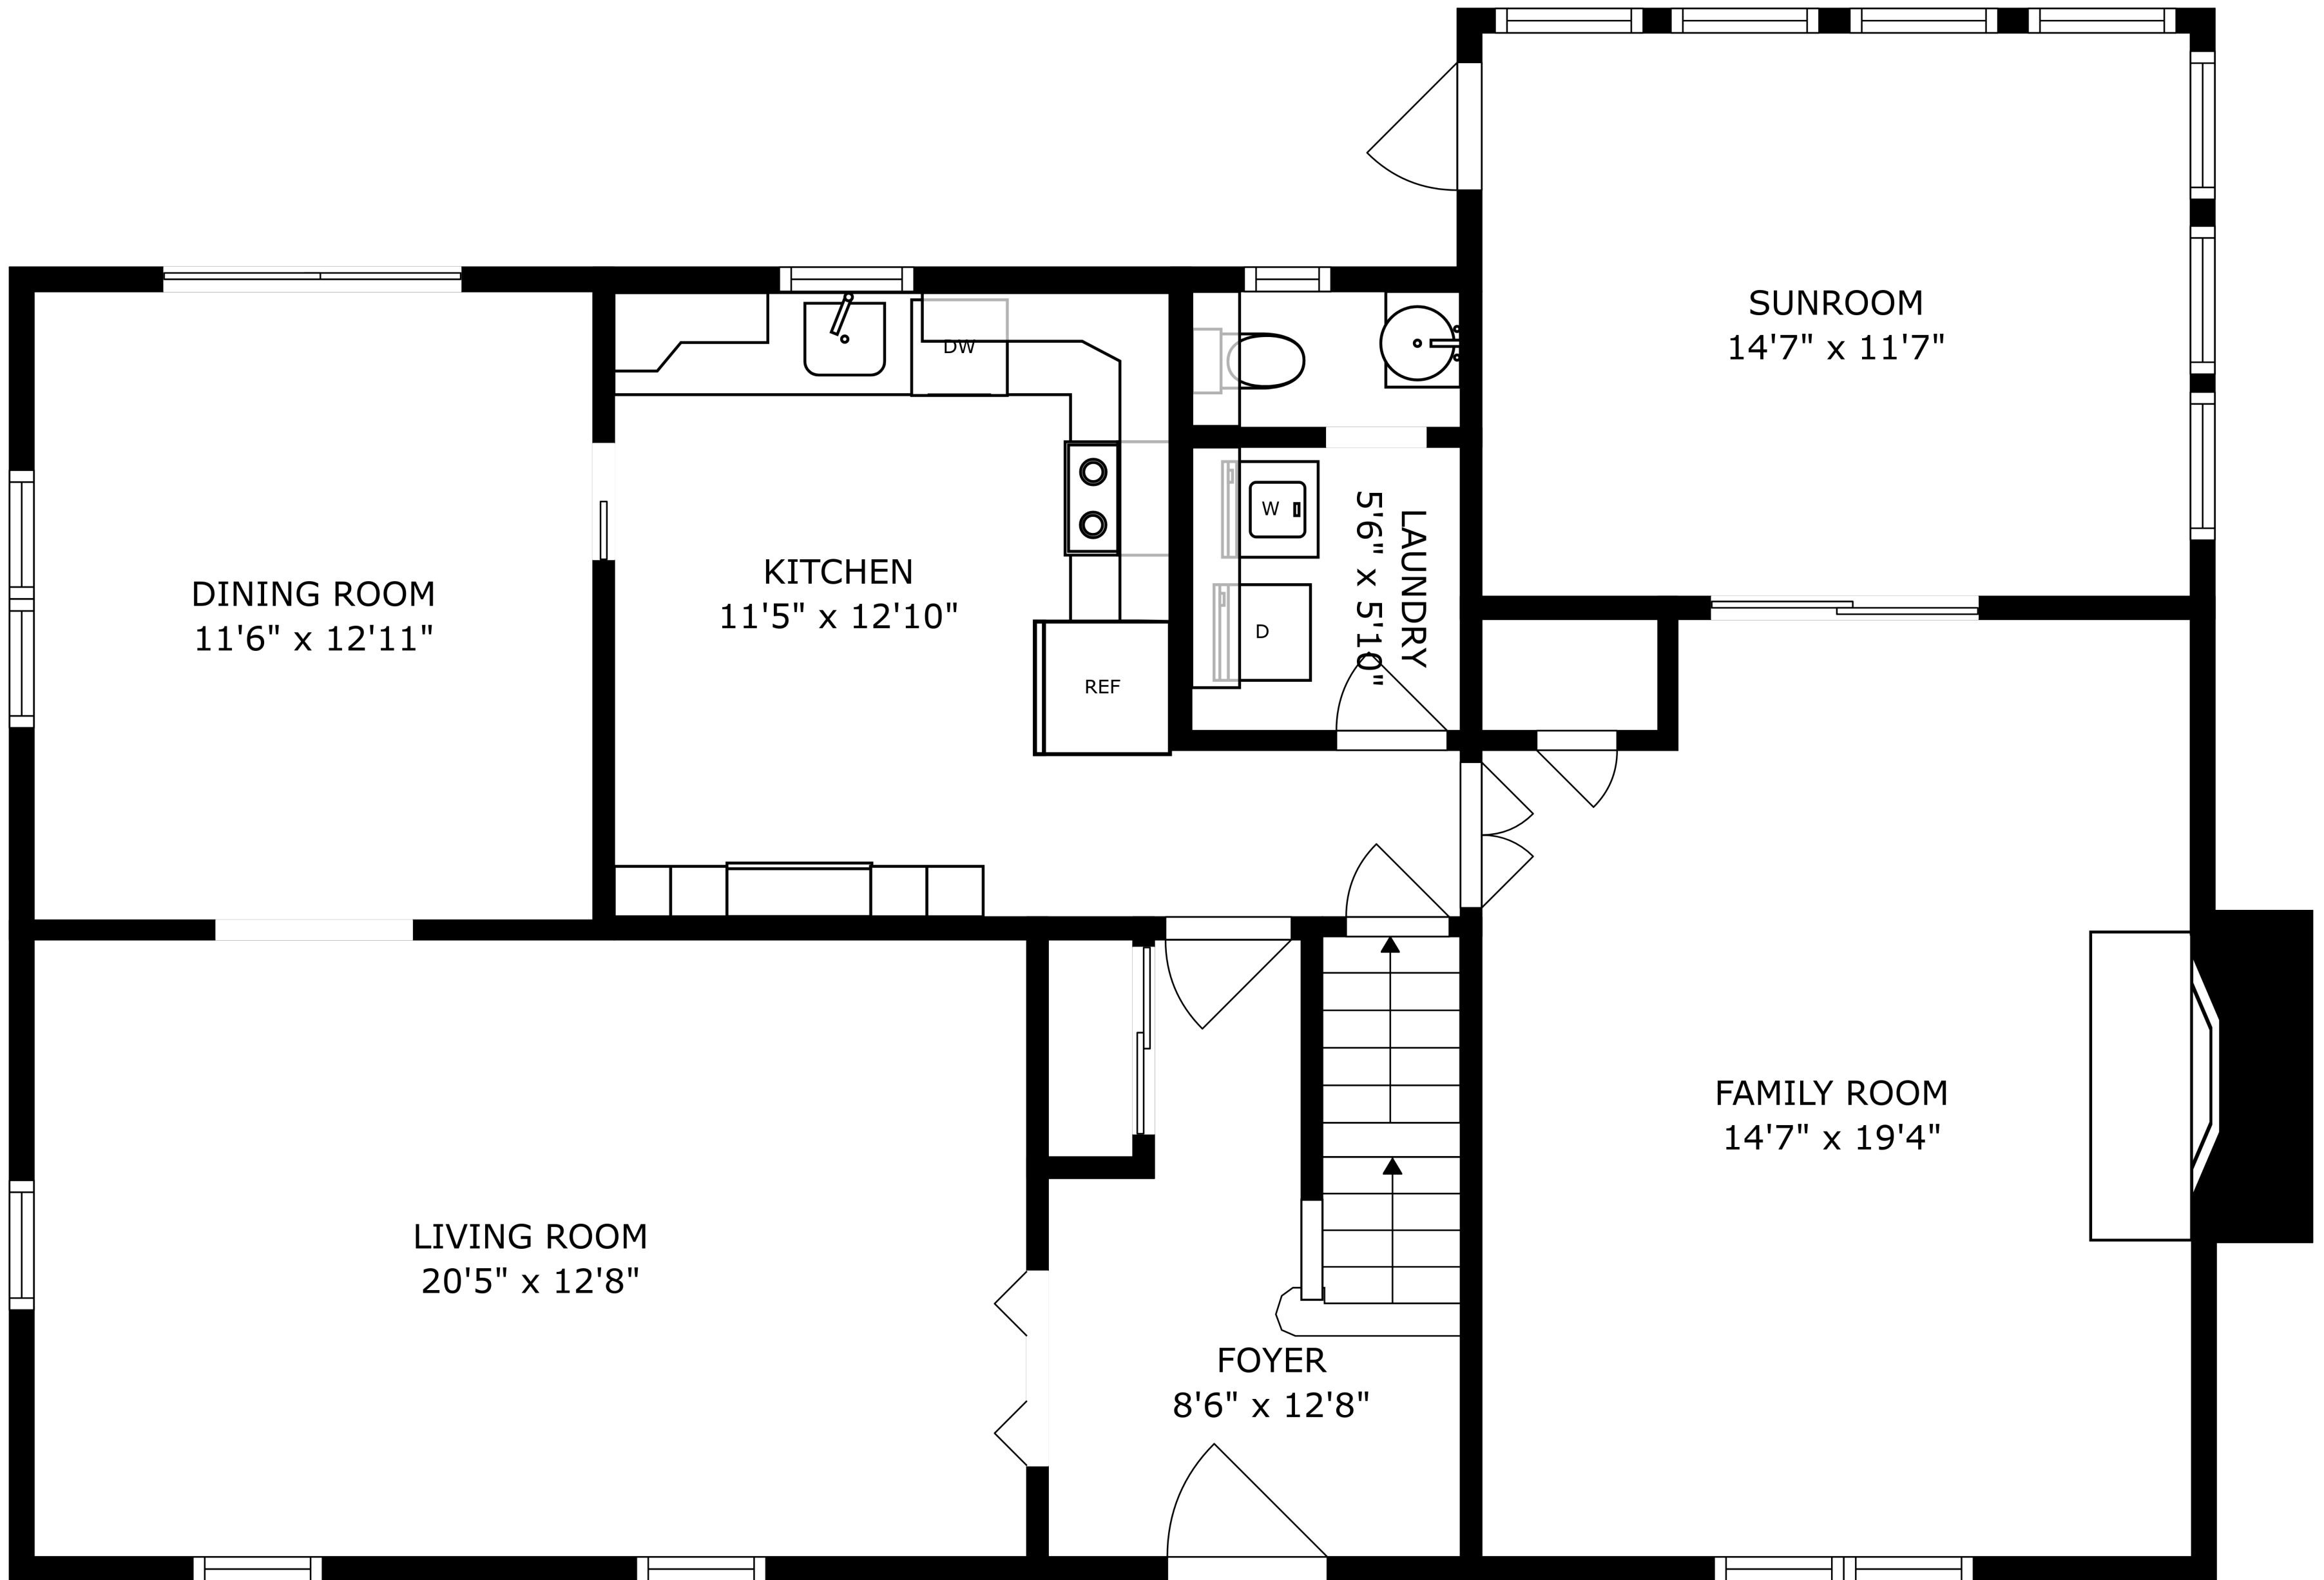 SUNROOM
14'7" x 11'7"
DW
W
LAUNDRY
5'6" x 5'10"
KITCHEN
11'5" x 12'10"
DINING ROOM
11'6" x 12'11"
D
REF
FAMILY ROOM
14'7" x 19'4"
LIVING ROOM
20'5" x 12'8"
FOYER
8'6" x 12'8"